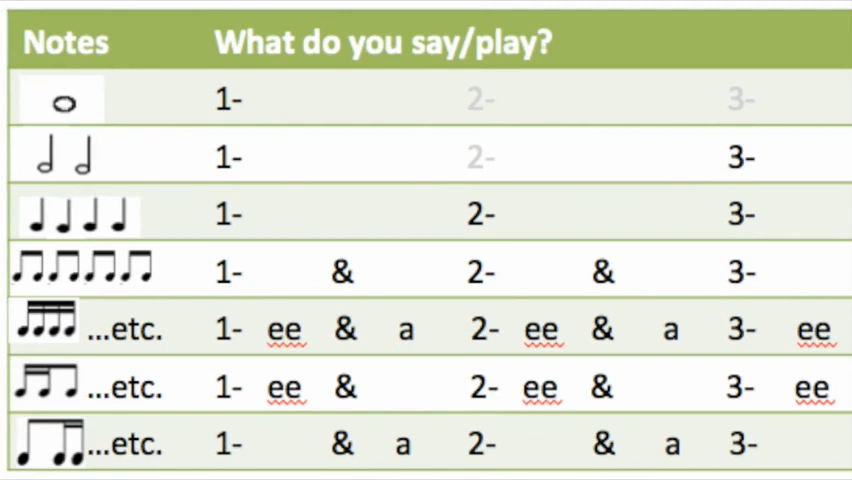 Notes What do you say/play?
1- 2- 3-
1- 2- 3-
1- 2- 3-
1- & 2- & 3-
...etc. 1- ee & a 2- ee & a 3- ee
...etc. 1- ee & 2- ee & 3- ee
...etc. 1- & a 2- & a 3-